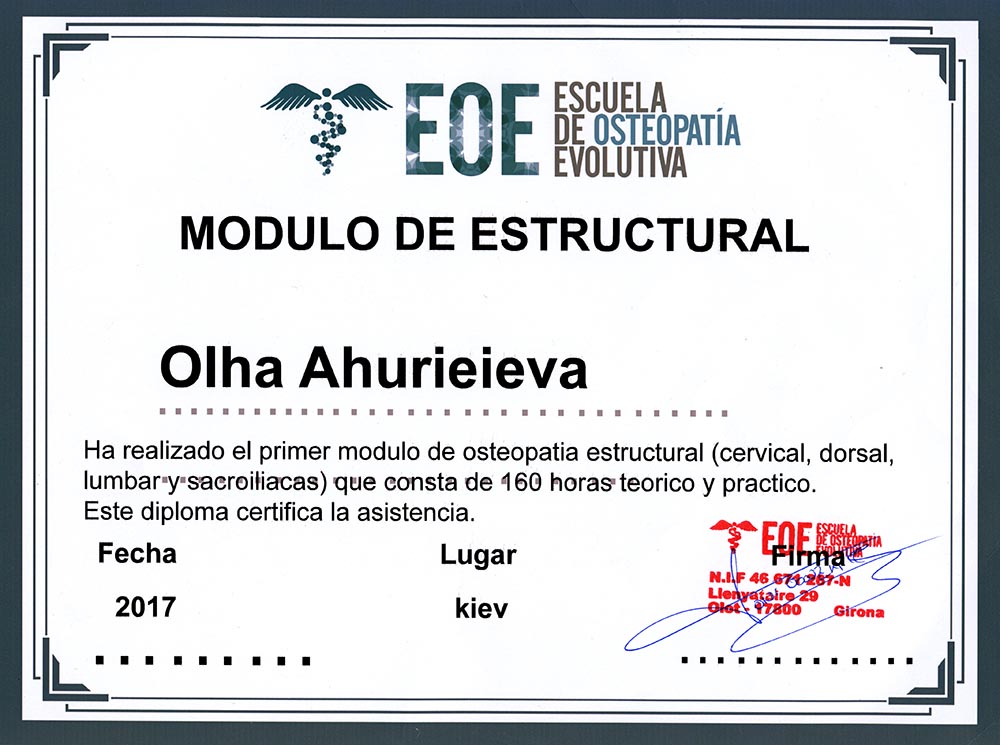 EOE ESCUELA
DE OSTEOPATÍA
EVOLUTIVA
MODULO DE ESTRUCTURAL
Olha Ahurieieva
Ha realizado el primer modulo de osteopatia estructural (cervical, dorsal,
lumbar y sacroiliacas) que consta de 160 horas teorico y practico.
Este diploma certifica la asistencia.
Fecha
Lugar
Firma
2017
kiev
EOE ESCUELA
DE OSTEOPATÍA
EVOLUTIVA
N.I.F 46 671 287-N
Llenyataire 29
Olot - 17800 Girona